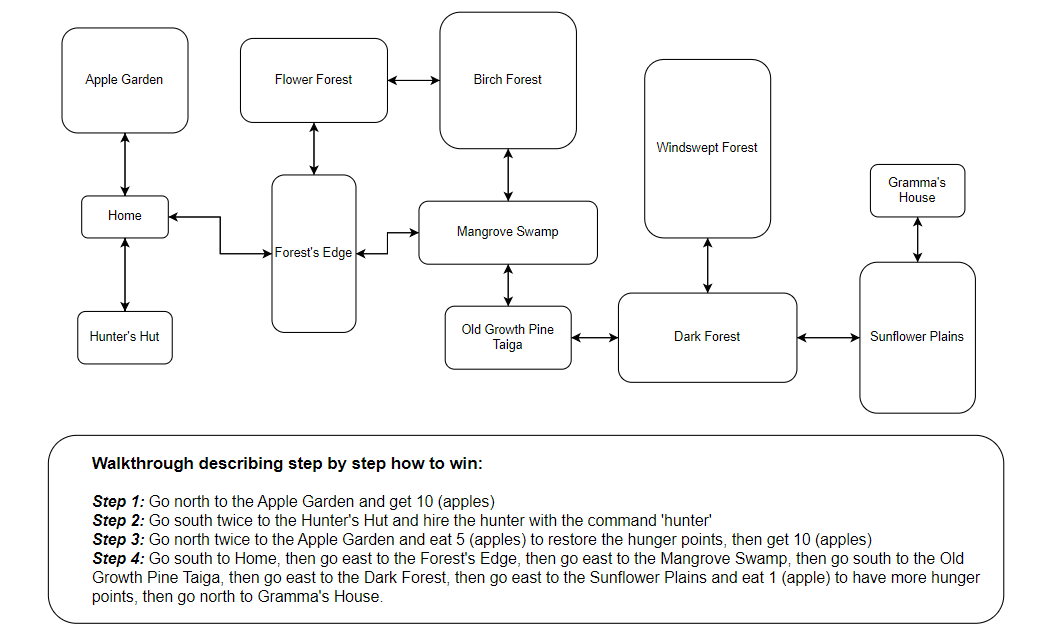 Apple Garden
Flower Forest
Birch Forest
Windswept Forest
Gramma's
House
Home
Forest's Edge
Mangrove Swamp
Hunter's Hut
Old Growth Pine
Taiga
Dark Forest
Sunflower Plains
Walkthrough describing step by step how to win:
Step 1: Go north to the Apple Garden and get 10 (apples)
Step 2: Go south twice to the Hunter's Hut and hire the hunter with the command 'hunter'
Step 3: Go north twice to the Apple Garden and eat 5 (apples) to restore the hunger points, then get 10 (apples)
Step 4: Go south to Home, then go east to the Forest's Edge, then go east to the Mangrove Swamp, then go south to the Old
Growth Pine Taiga, then go east to the Dark Forest, then go east to the Sunflower Plains and eat 1 (apple) to have more hunger
points, then go north to Gramma's House.